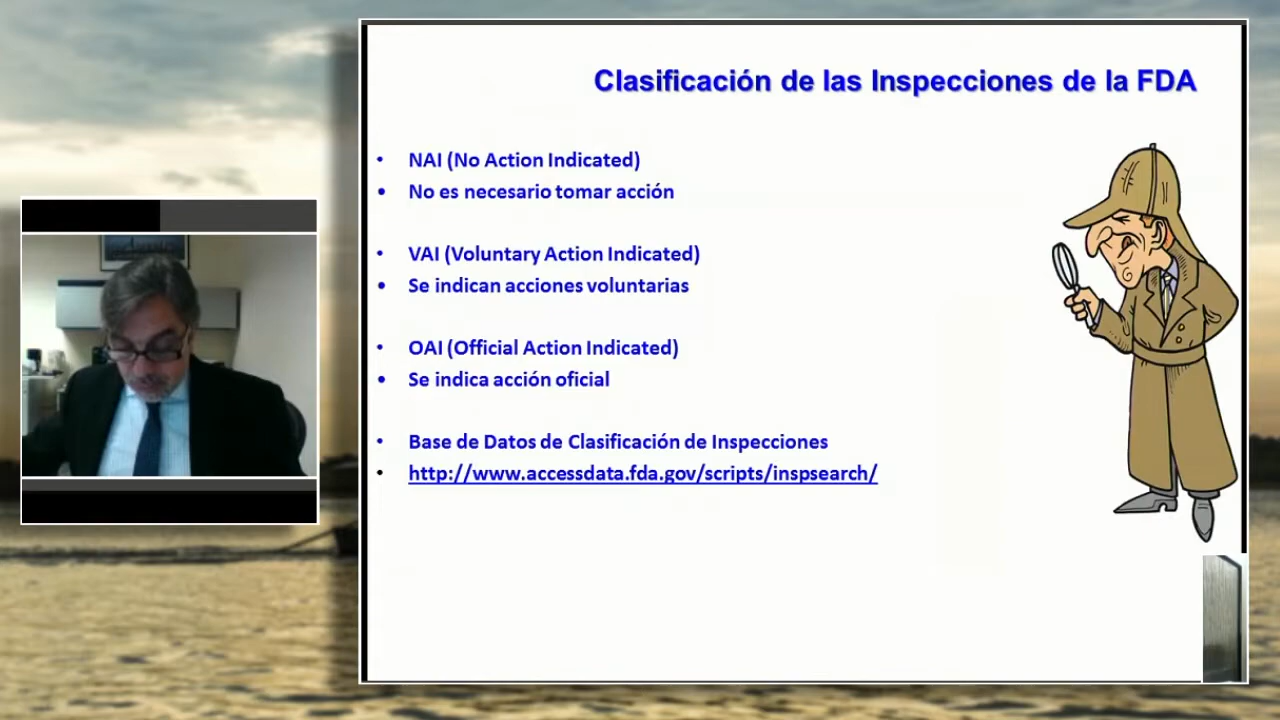 Clasificación de las Inspecciones de la FDA
• NAI (No Action Indicated)
• No es necesario tomar acción
• VAI (Voluntary Action Indicated)
• Se indican acciones voluntarias
• OAI (Official Action Indicated)
• Se indica acción oficial
• Base de Datos de Clasificación de Inspecciones
• http://www.accessdata.fda.gov/scripts/inspsearch/